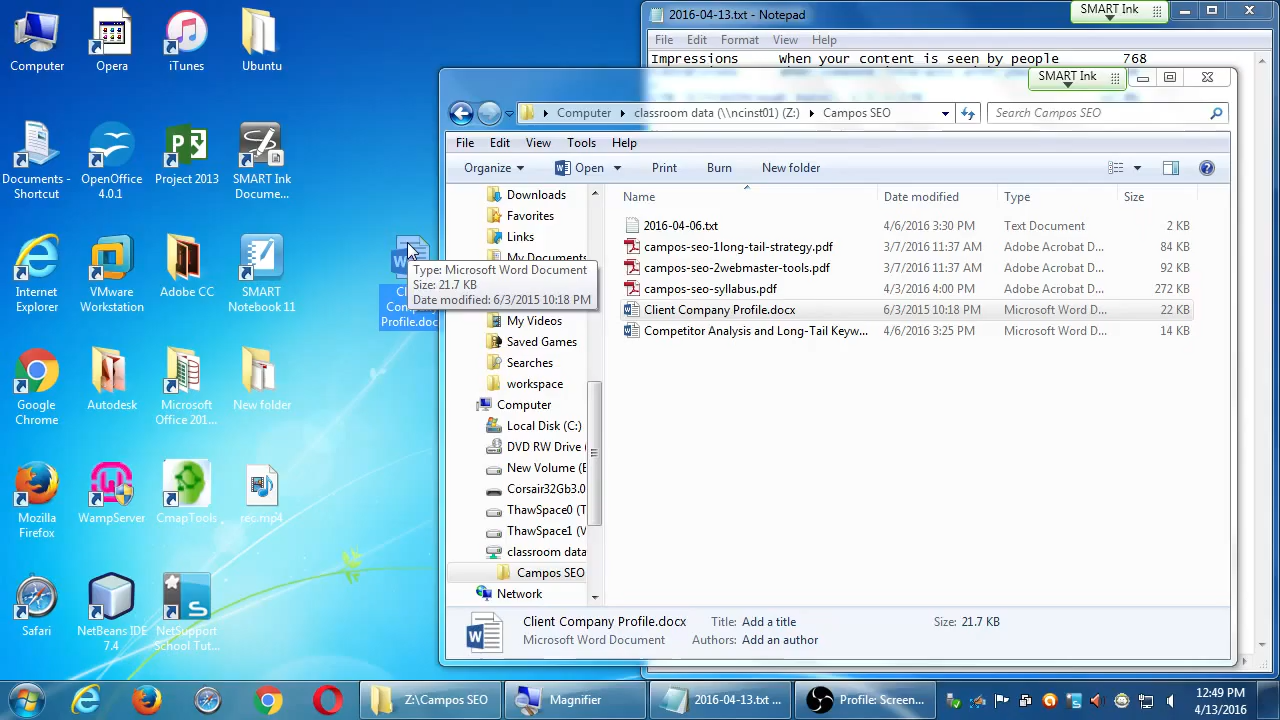 2016-04-13.txt - Notepad
SMART Ink
File Edit Format View Help
Impressions When your content is seen by people 768
SMART Ink
Computer classroom data (\\ncinst01) (Z:) Campos SEO
Search Campos SEO
File Edit View Tools Help
Organize Open Print Burn New folder
Name Date modified Type Size
2016-04-06.txt 4/6/2016 3:30 PM Text Document 2 KB
campos-seo-1long-tail-strategy.pdf 3/7/2016 11:37 AM Adobe Acrobat D... 84 KB
campos-seo-2webmaster-tools.pdf 3/7/2016 11:37 AM Adobe Acrobat D... 92 KB
campos-seo-syllabus.pdf 4/3/2016 4:00 PM Adobe Acrobat D... 272 KB
Client Company Profile.docx 6/3/2015 10:18 PM Microsoft Word D... 22 KB
Competitor Analysis and Long-Tail Keyw... 4/6/2016 3:25 PM Microsoft Word D... 14 KB
Downloads
Favorites
Links
My Documents
My Videos
Saved Games
Searches
workspace
Computer
Local Disk (C:)
DVD RW Drive (
New Volume (E
Corsair32Gb3.0
ThawSpace0 (T
ThawSpace1 (V
classroom data
Campos SEO
Network
Client Company Profile.docx Title: Add a title Size: 21.7 KB
Microsoft Word Document Authors: Add an author
Type: Microsoft Word Document
Size: 21.7 KB
Date modified: 6/3/2015 10:18 PM
Company
Profile.docx
Computer
Opera
iTunes
Ubuntu
Documents -
Shortcut
OpenOffice
4.0.1
Project 2013
SMART Ink
Docume...
Internet
Explorer
VMware
Workstation
Adobe CC
SMART
Notebook 11
Google
Chrome
Autodesk
Microsoft
Office 201...
New folder
Mozilla
Firefox
WampServer
CmapTools
rec.mp4
Safari
NetBeans IDE
7.4
NetSupport
School Tut...
Z:\Campos SEO
Magnifier
2016-04-13.txt ...
Profile: Screen...
12:49 PM
4/13/2016